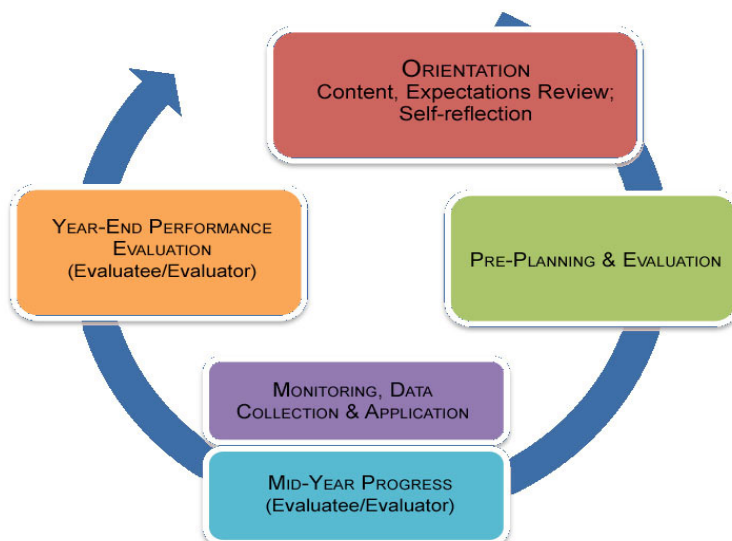 ORIENTATION
Content, Expectations Review;
Self-reflection
PRE-PLANNING & EVALUATION
MONITORING, DATA
COLLECTION & APPLICATION
MID-YEAR PROGRESS
(Evaluatee/Evaluator)
YEAR-END PERFORMANCE
EVALUATION
(Evaluatee/Evaluator)